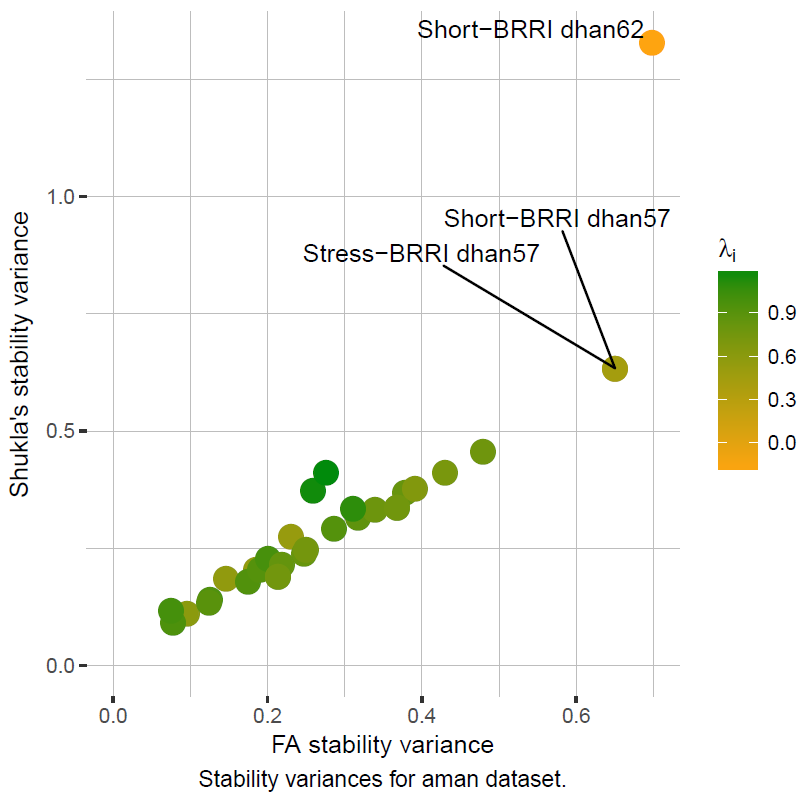 Short−BRRI dhan62
Short−BRRI dhan57
Stress−BRRI dhan57
Shukla's stability variance
1.0
0.5
0.0
0.0
0.2
0.4
0.6
FA stability variance
Stability variances for aman dataset.
λi
0.9
0.6
0.3
0.0